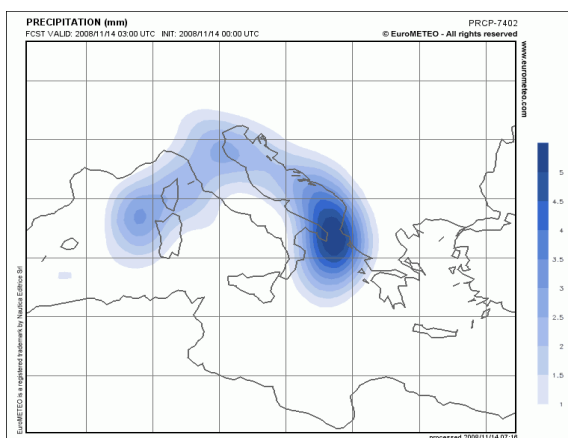 PRECIPITATION (mm)
PRCP-7402
FCST VALID: 2008/11/14 03:00 UTC INIT: 2008/11/14 00:00 UTC
© EuroMETEO - All rights reserved
www.eurometeo.com
5
4.5
4
3.5
3
2.5
2
1.5
1
EuroMETEO is a registered trademark by Nautica Editrice Srl
processed 2008/11/14 07:16